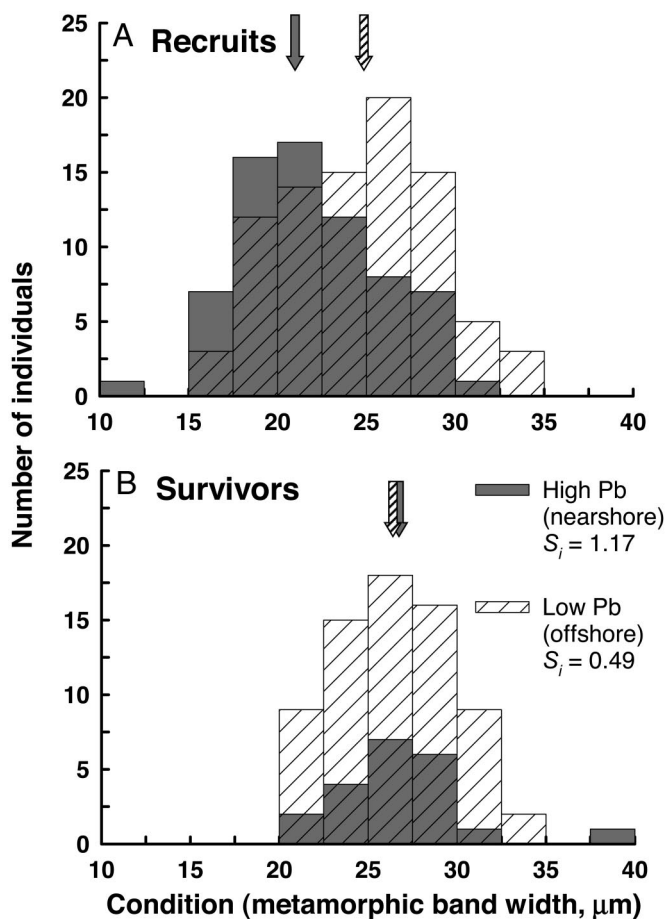 A Recruits
25
20
15
10
5
0
10 15 20 25 30 35 40
Number of individuals
B Survivors
25
20
15
10
5
0
High Pb
(nearshore)
Sᵢ = 1.17
Low Pb
(offshore)
Sᵢ = 0.49
10 15 20 25 30 35 40
Condition (metamorphic band width, μm)